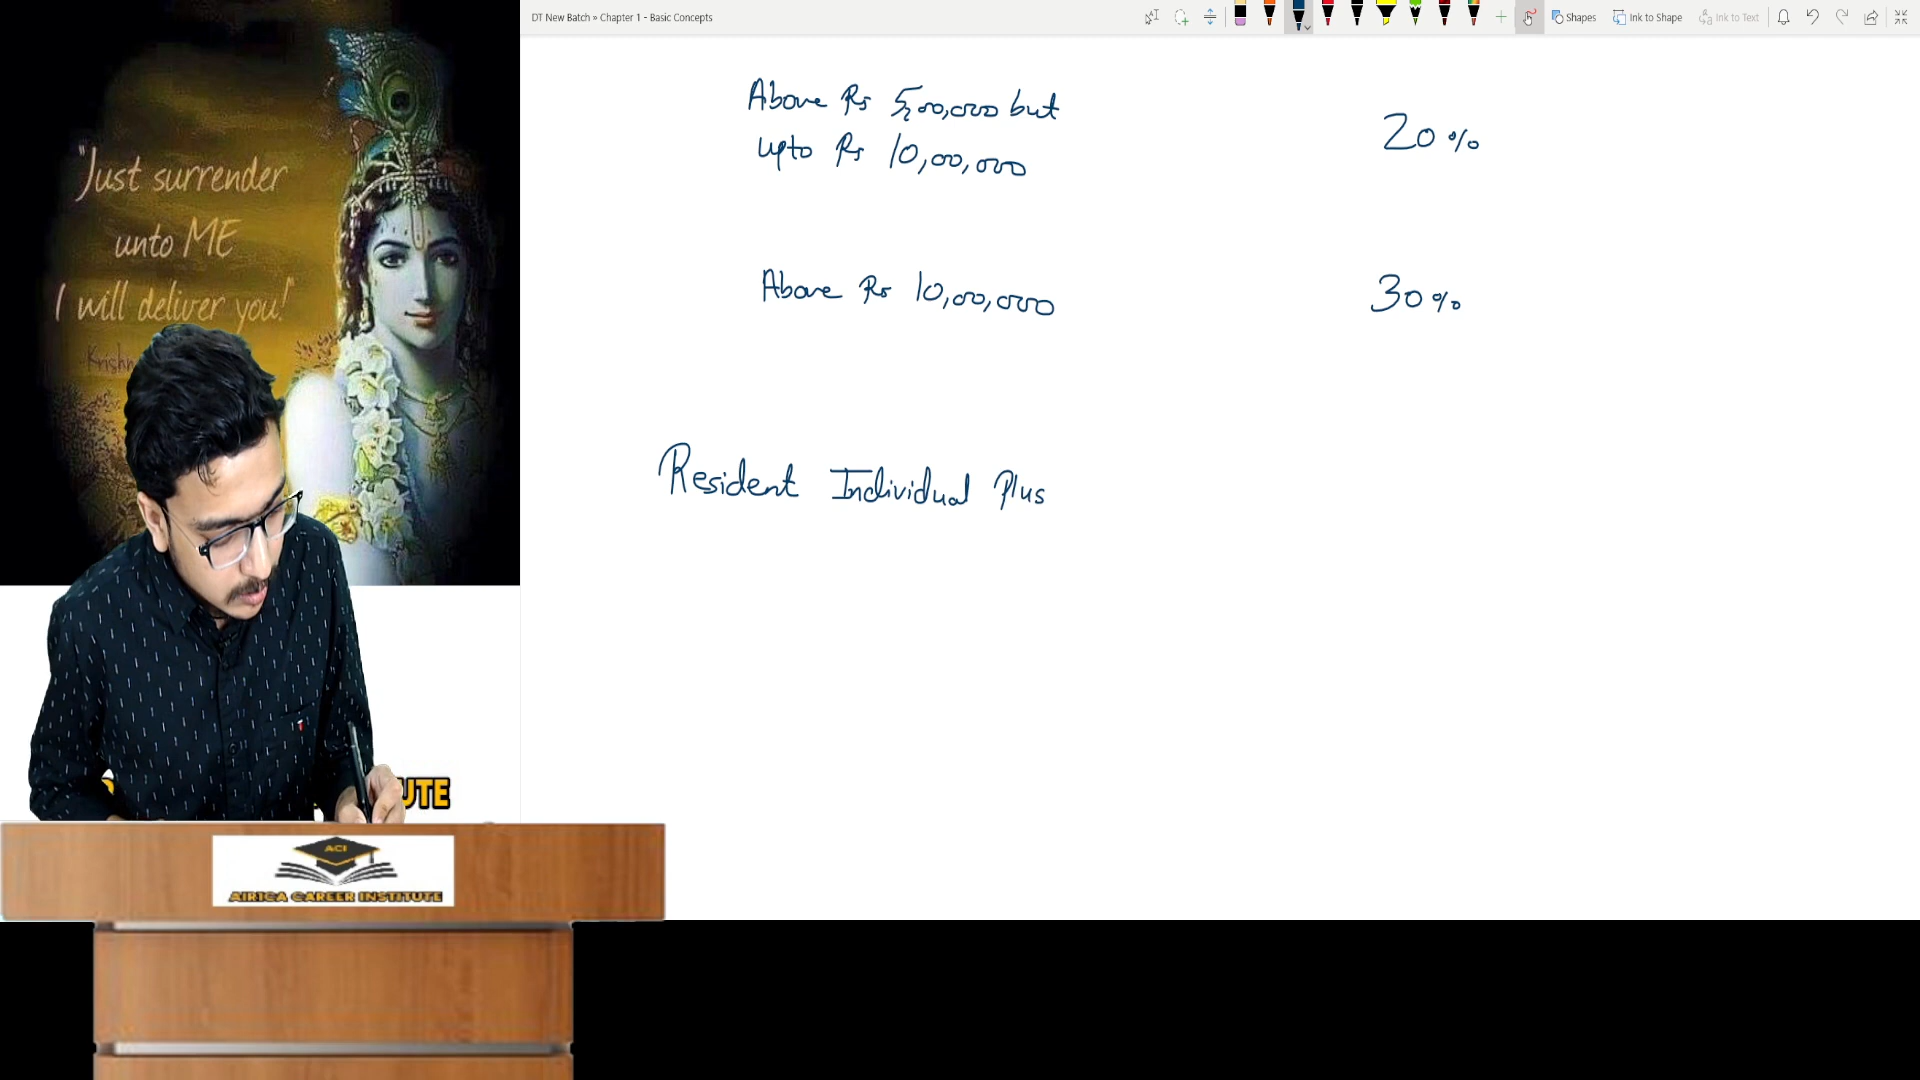 DT New Batch » Chapter 1 - Basic Concepts
Shapes
Ink to Shape
Ink to Text
"Just surrender
unto ME
I will deliver you!"
Above Rs 5,00,000 but
upto Rs 10,00,000
20%
Above Rs 10,00,000
30%
Resident Individual Plus
UTE
ACI
AIRICA CAREER INSTITUTE